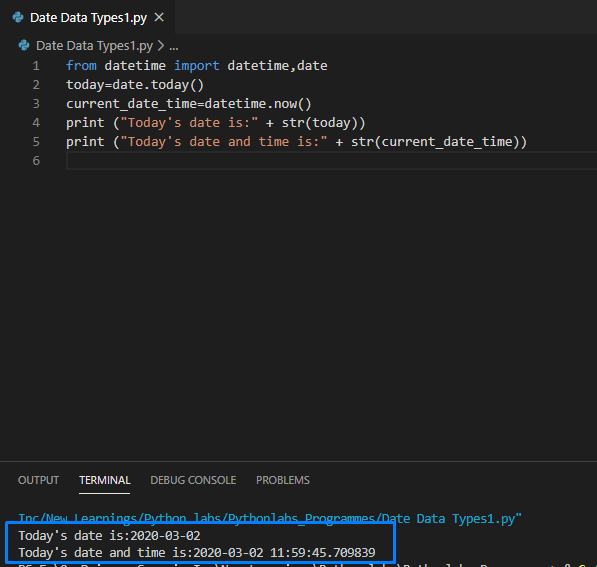 Date Data Types1.py ×
Date Data Types1.py > ...
1 from datetime import datetime,date
2 today=date.today()
3 current_date_time=datetime.now()
4 print ("Today's date is:" + str(today))
5 print ("Today's date and time is:" + str(current_date_time))
6
OUTPUT TERMINAL DEBUG CONSOLE PROBLEMS
Inc/New Learnings/Python labs/Pythonlabs_Programmes/Date Data Types1.py"
Today's date is:2020-03-02
Today's date and time is:2020-03-02 11:59:45.709839